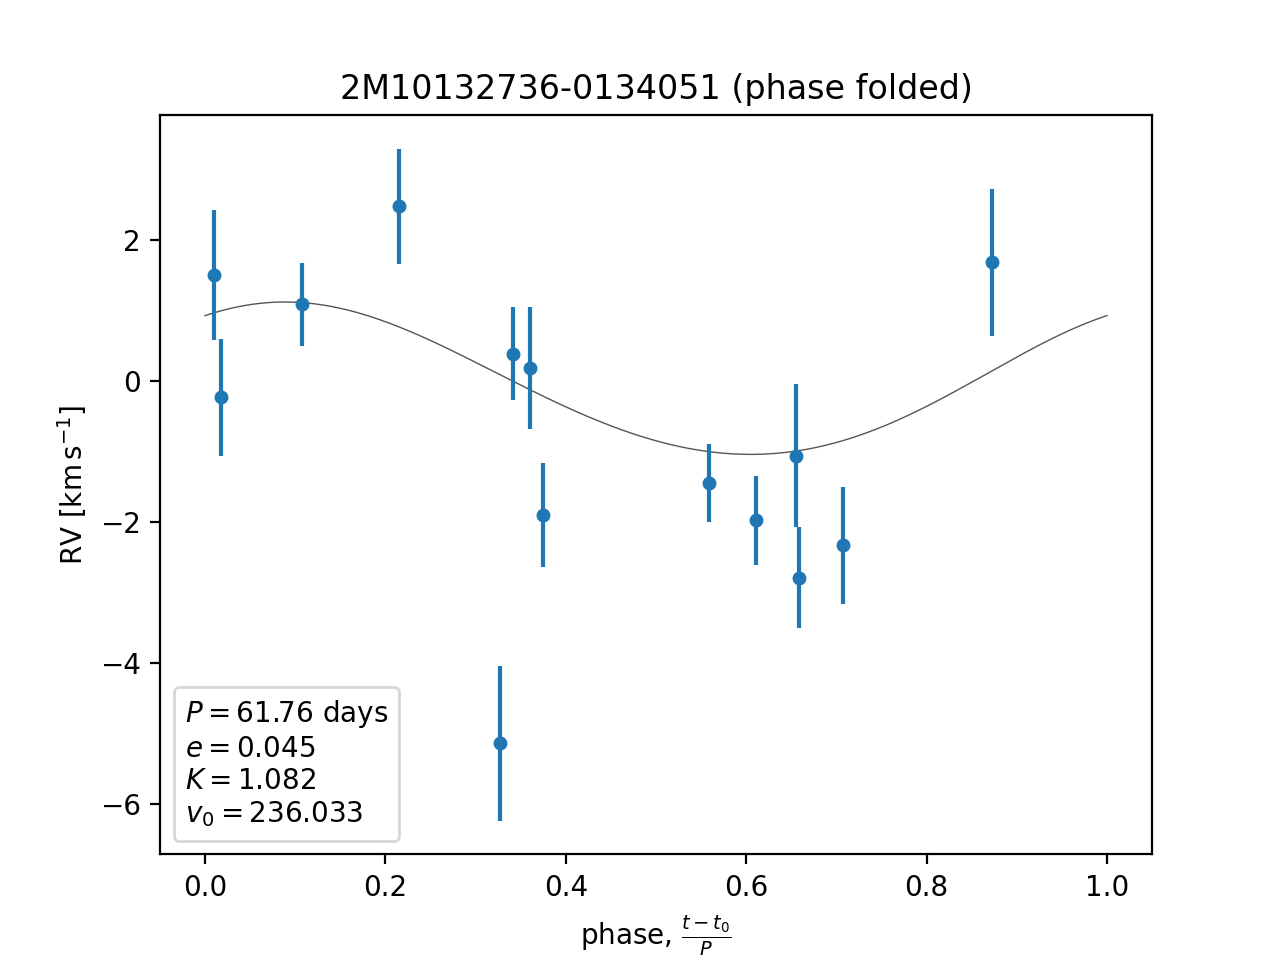 2M10132736-0134051 (phase folded)
RV [km s⁻¹]
2
0
−2
−4
−6
P = 61.76 days
e = 0.045
K = 1.082
v₀ = 236.033
0.0 0.2 0.4 0.6 0.8 1.0
phase, (t − t₀)/P